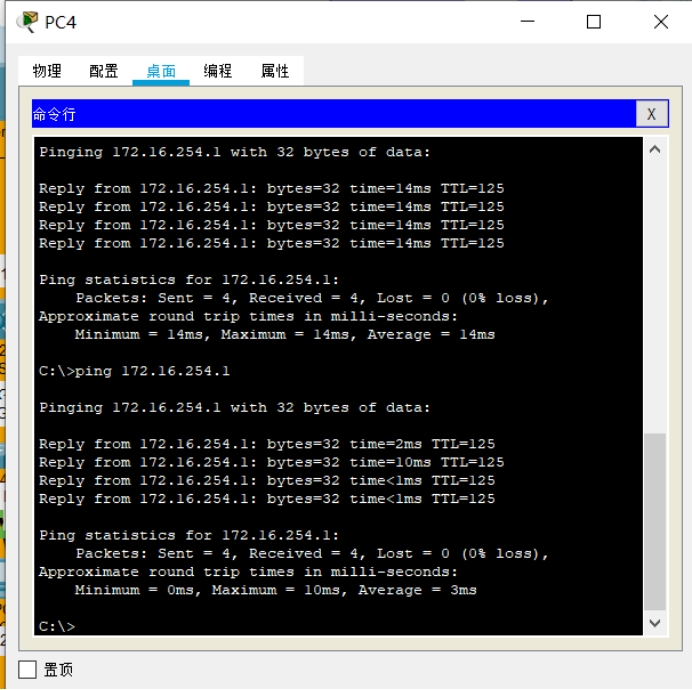 PC4
物理 配置 桌面 编程 属性
命令行 X
Pinging 172.16.254.1 with 32 bytes of data:
Reply from 172.16.254.1: bytes=32 time=14ms TTL=125
Reply from 172.16.254.1: bytes=32 time=14ms TTL=125
Reply from 172.16.254.1: bytes=32 time=14ms TTL=125
Reply from 172.16.254.1: bytes=32 time=14ms TTL=125
Ping statistics for 172.16.254.1:
Packets: Sent = 4, Received = 4, Lost = 0 (0% loss),
Approximate round trip times in milli-seconds:
Minimum = 14ms, Maximum = 14ms, Average = 14ms
C:\>ping 172.16.254.1
Pinging 172.16.254.1 with 32 bytes of data:
Reply from 172.16.254.1: bytes=32 time=2ms TTL=125
Reply from 172.16.254.1: bytes=32 time=10ms TTL=125
Reply from 172.16.254.1: bytes=32 time<1ms TTL=125
Reply from 172.16.254.1: bytes=32 time<1ms TTL=125
Ping statistics for 172.16.254.1:
Packets: Sent = 4, Received = 4, Lost = 0 (0% loss),
Approximate round trip times in milli-seconds:
Minimum = 0ms, Maximum = 10ms, Average = 3ms
C:\>
置顶